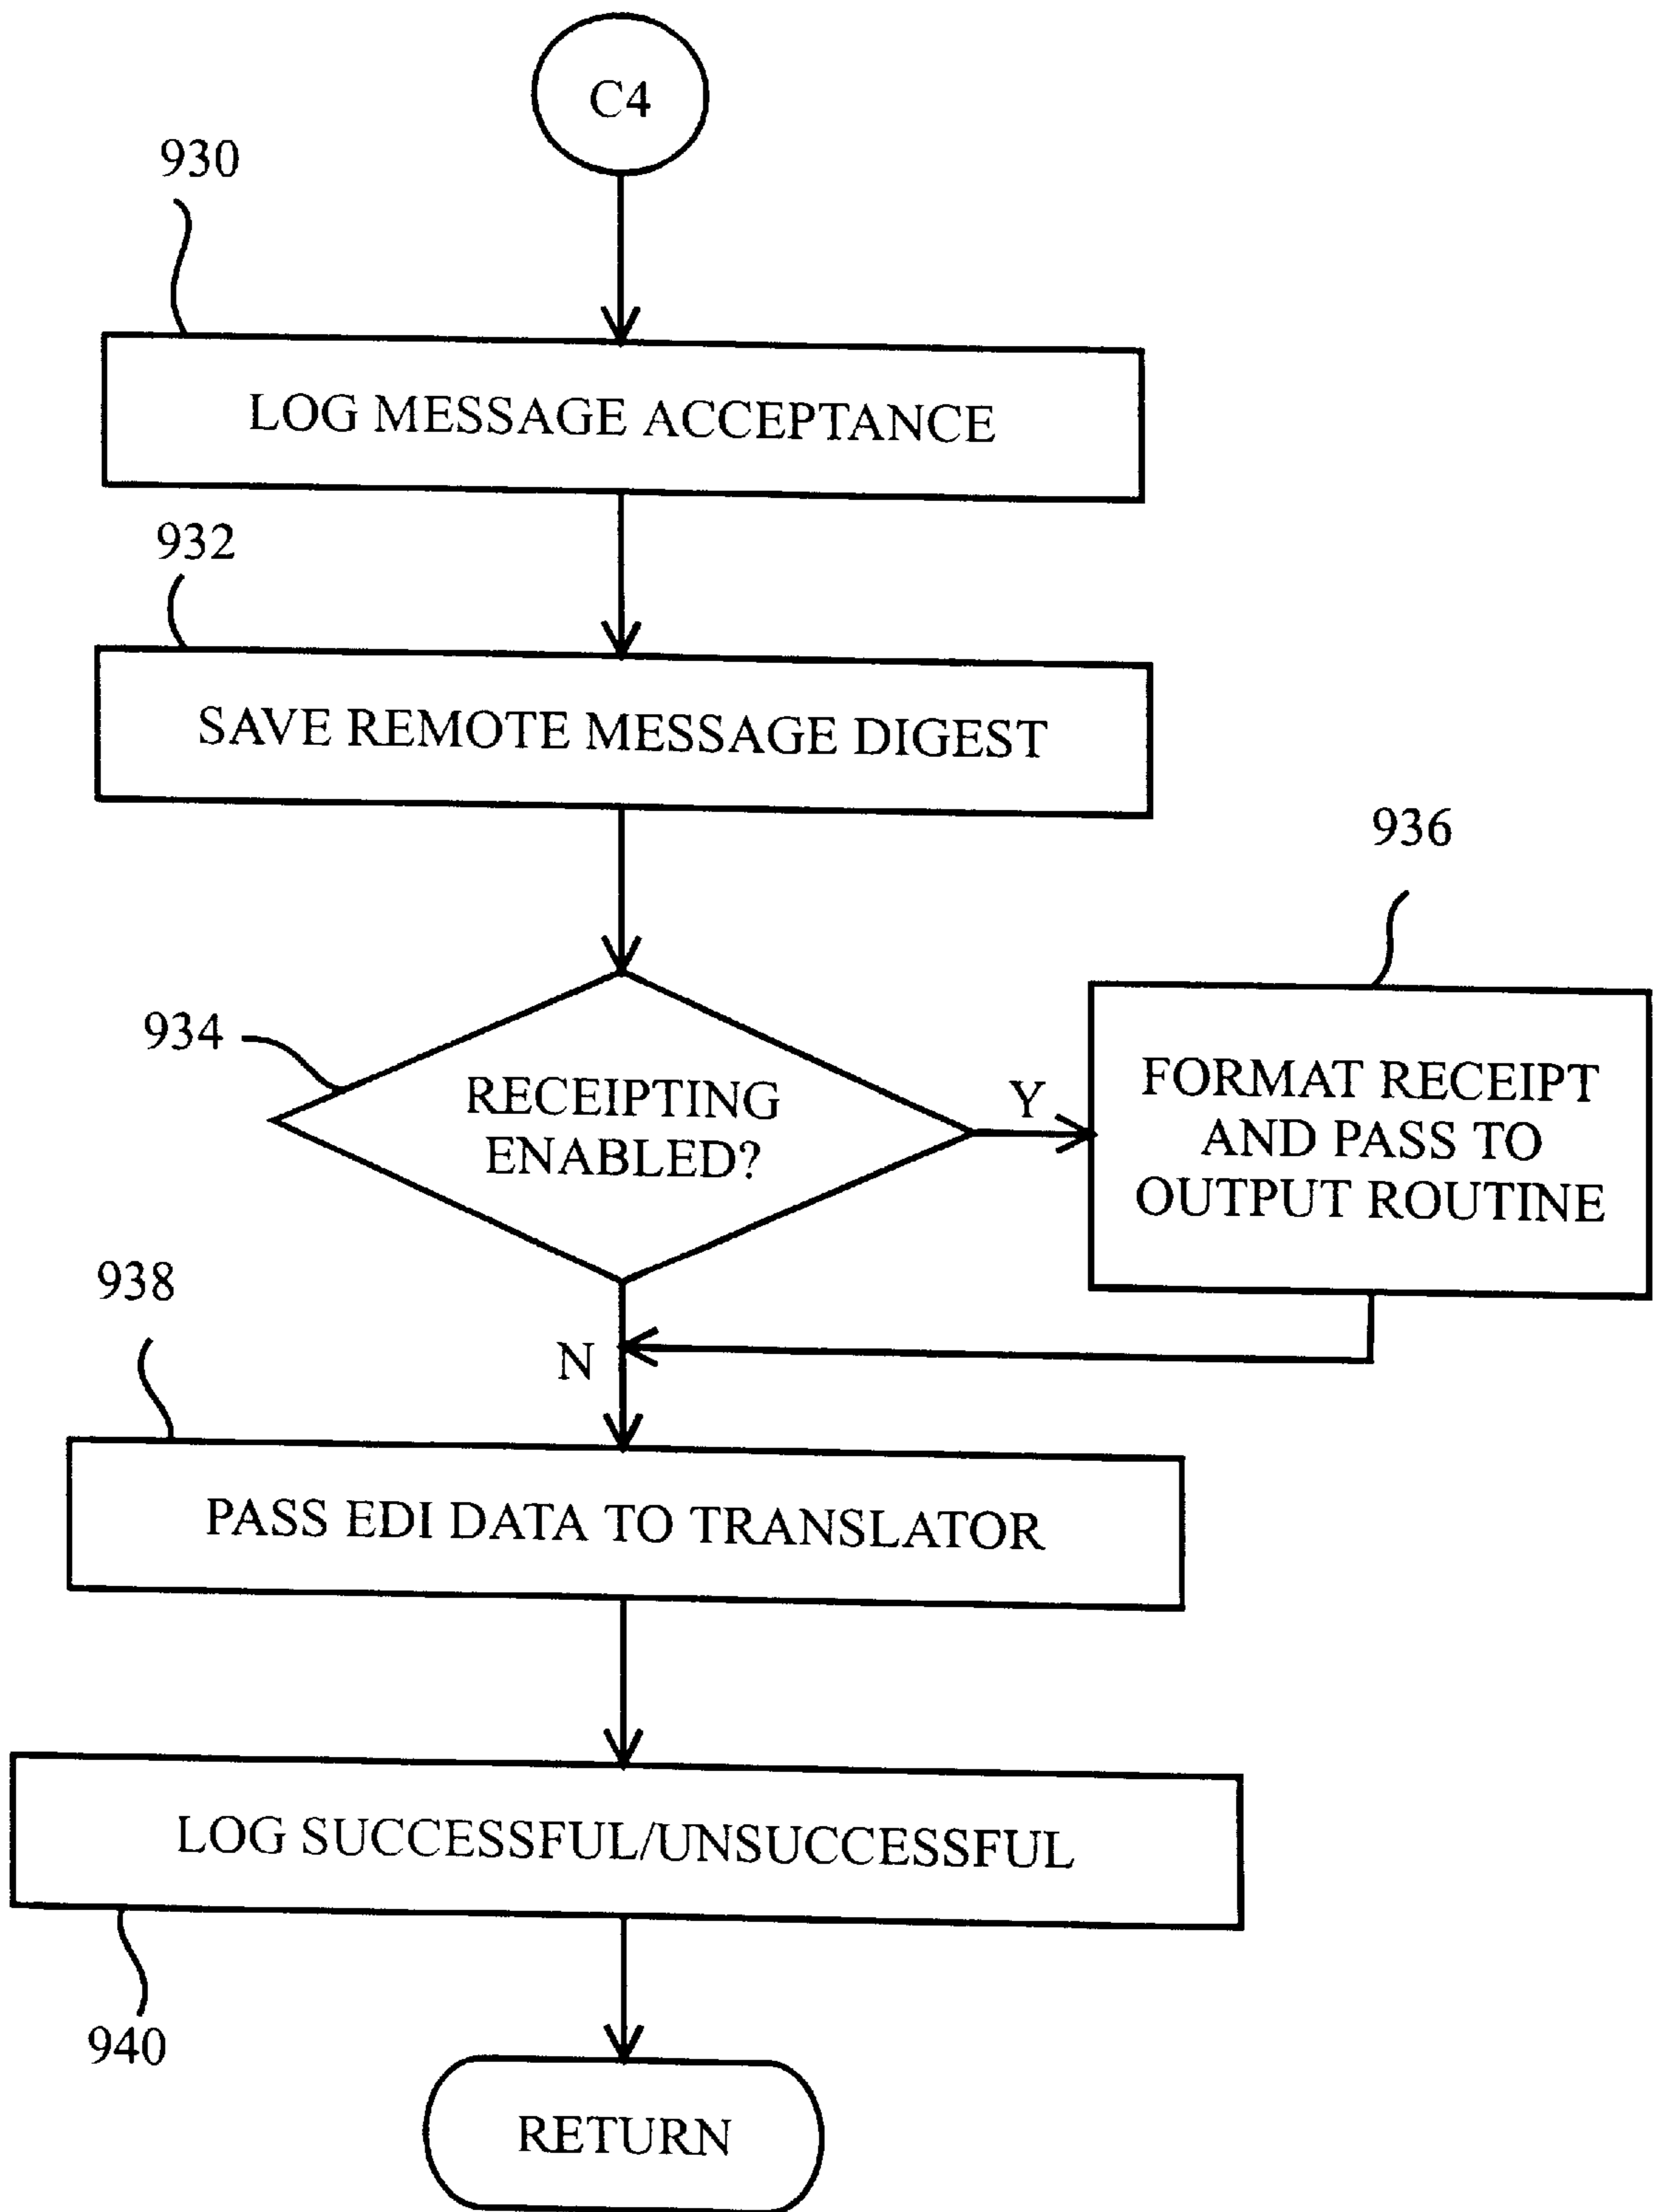 C4
930
LOG MESSAGE ACCEPTANCE
932
SAVE REMOTE MESSAGE DIGEST
936
934
RECEIPTING
ENABLED?
Y
FORMAT RECEIPT
AND PASS TO
OUTPUT ROUTINE
938
N
PASS EDI DATA TO TRANSLATOR
LOG SUCCESSFUL/UNSUCCESSFUL
940
RETURN